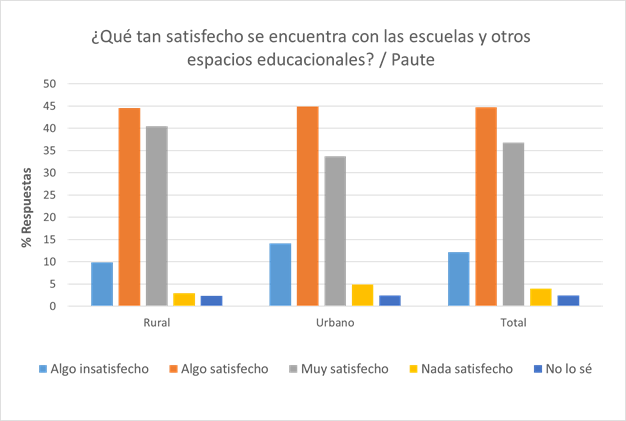 ¿Qué tan satisfecho se encuentra con las escuelas y otros
espacios educacionales? / Paute
% Respuestas
50
45
40
35
30
25
20
15
10
5
0
Rural Urbano Total
Algo insatisfecho Algo satisfecho Muy satisfecho Nada satisfecho No lo sé